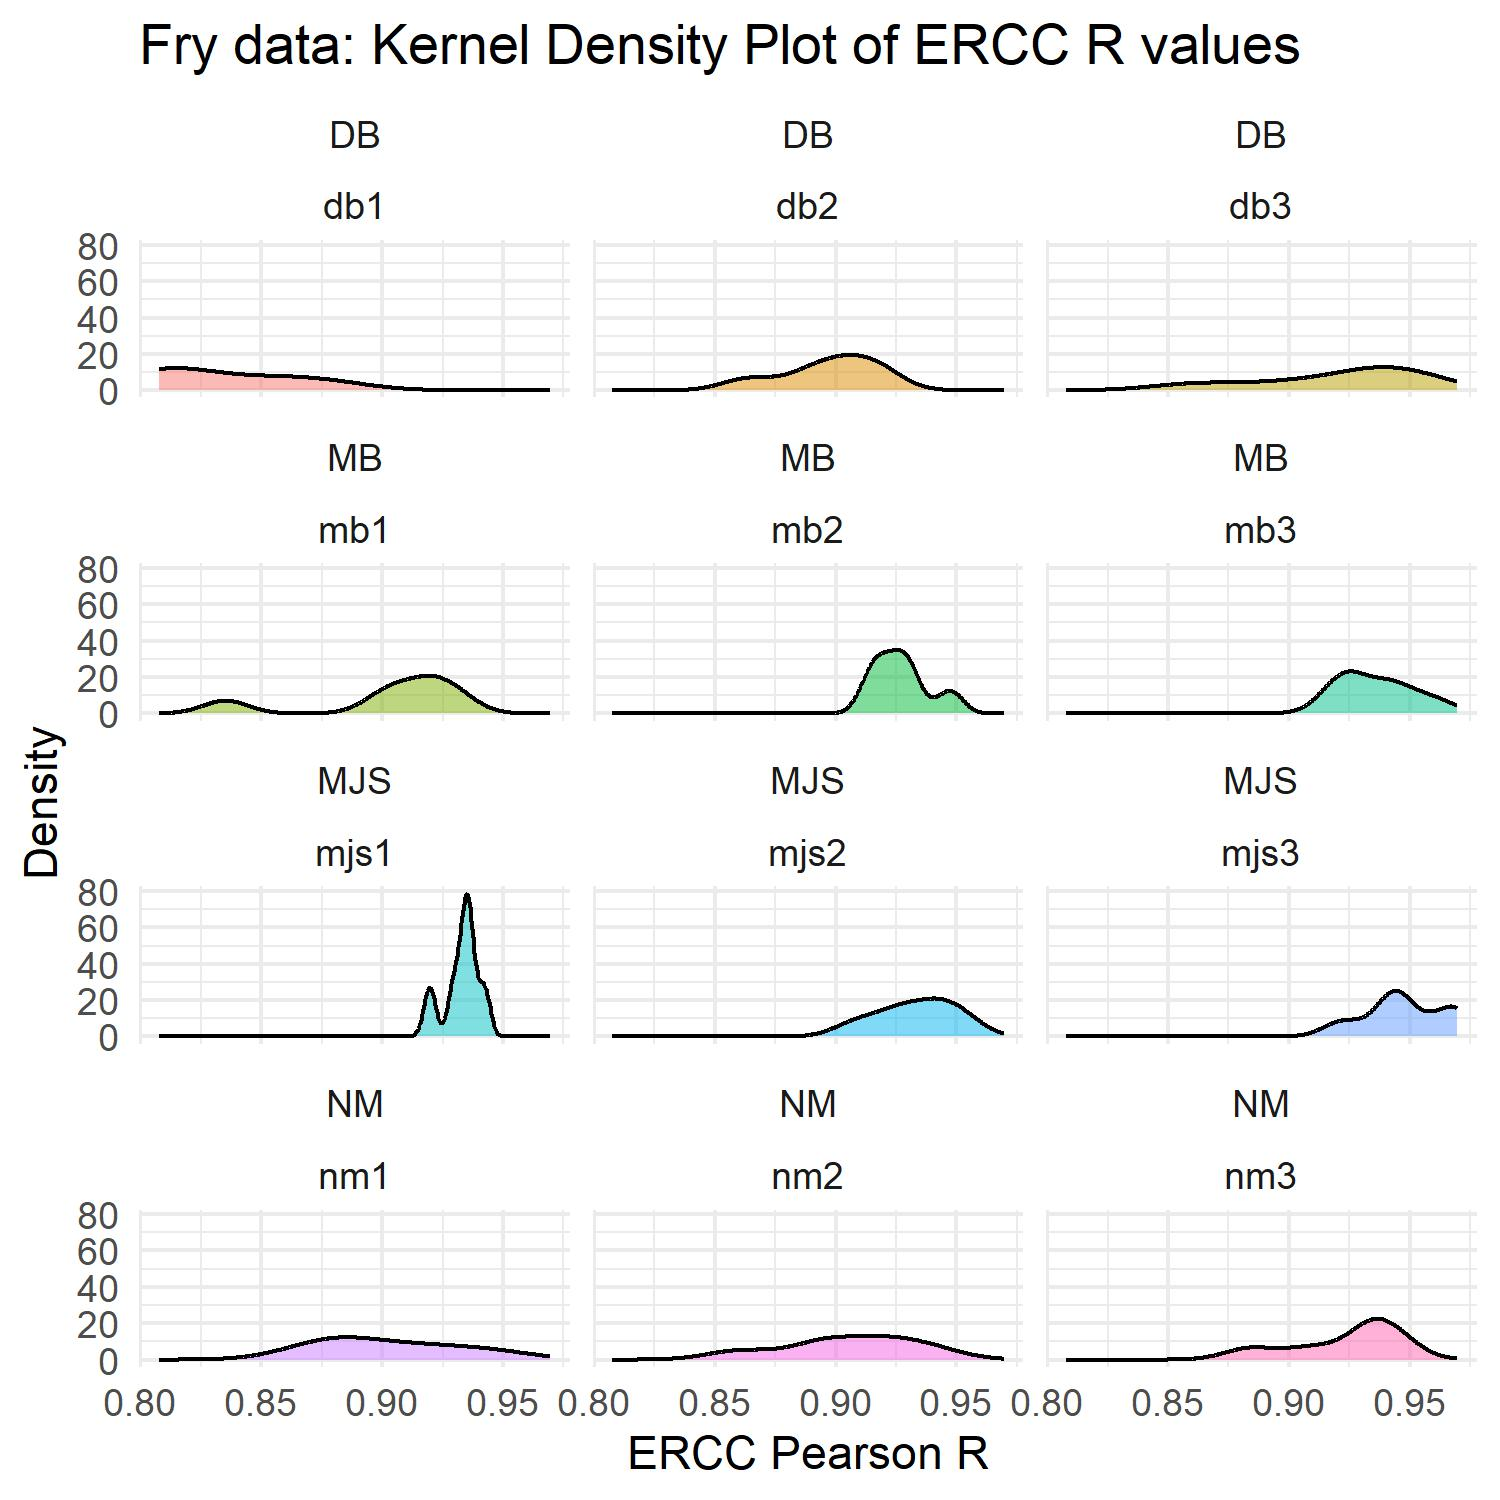 Fry data: Kernel Density Plot of ERCC R values
DB DB DB
db1 db2 db3
80
60
40
20
0
MB MB MB
mb1 mb2 mb3
80
60
40
20
0
MJS MJS MJS
mjs1 mjs2 mjs3
80
60
40
20
0
NM NM NM
nm1 nm2 nm3
80
60
40
20
0
0.80 0.85 0.90 0.95 0.80 0.85 0.90 0.95 0.80 0.85 0.90 0.95
ERCC Pearson R
Density